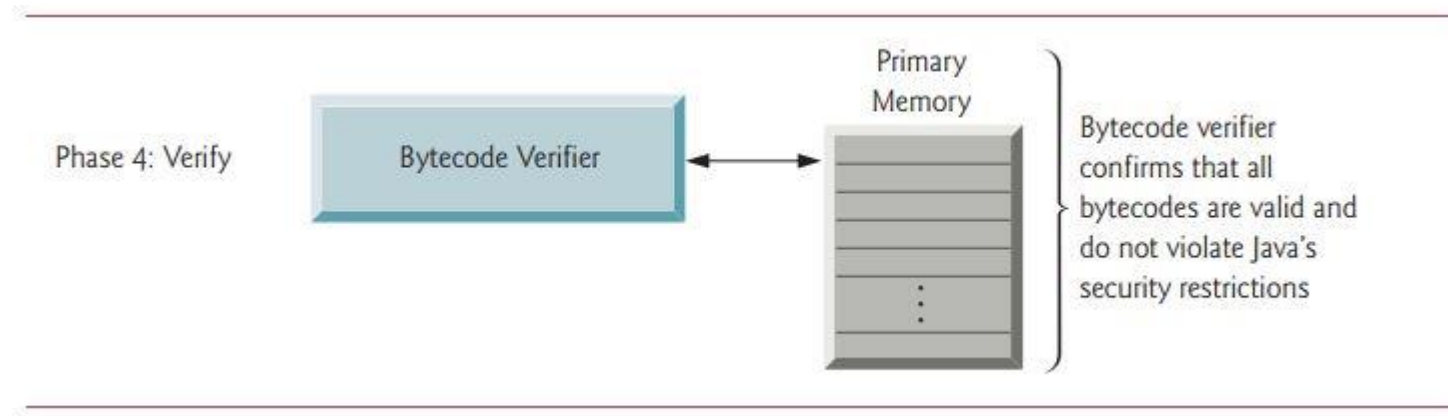 Phase 4: Verify
Bytecode Verifier
Primary
Memory
Bytecode verifier
confirms that all
bytecodes are valid and
do not violate Java's
security restrictions